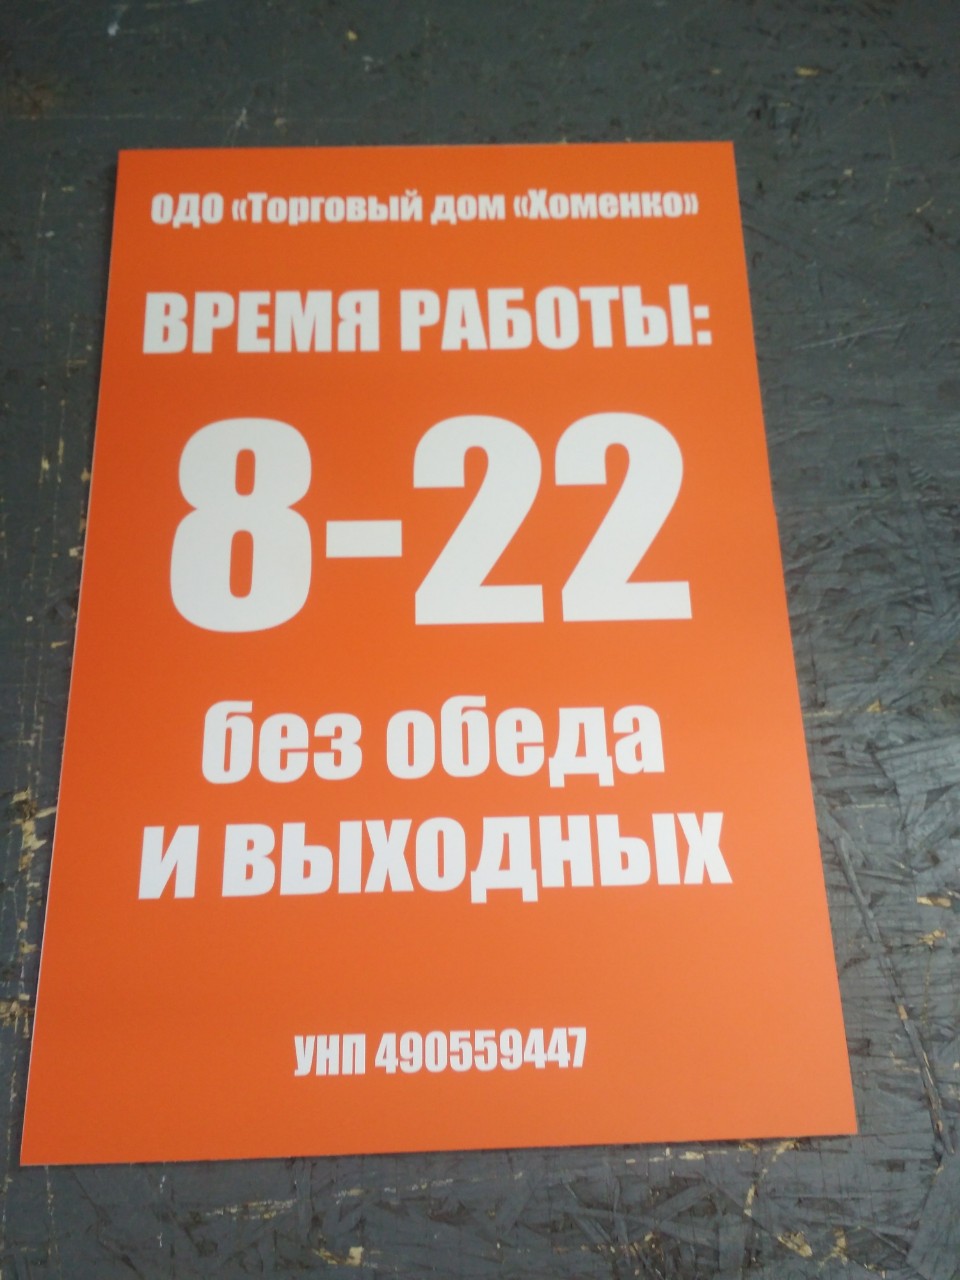 ОДО «Торговый дом «Хоменко»
ВРЕМЯ РАБОТЫ:
8-22
без обеда
и выходных
УНП 490559447